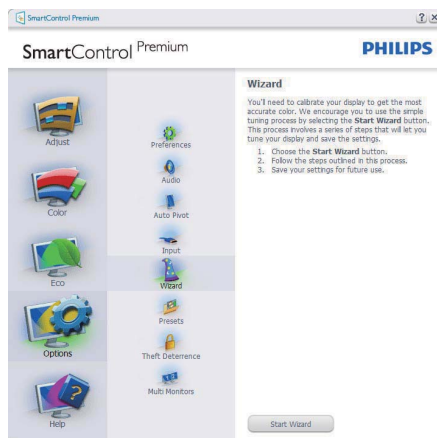 SmartControl Premium
SmartControl Premium
PHILIPS
Adjust
Color
Eco
Options
Help
Preferences
Audio
Auto Pivot
Input
Wizard
Presets
Theft Deterrence
Multi Monitors
Wizard
You'll need to calibrate your display to get the most
accurate color. We encourage you to use the simple
tuning process by selecting the Start Wizard button.
This process involves a series of steps that will let you
tune your display and save the settings.
1. Choose the Start Wizard button.
2. Follow the steps outlined in this process.
3. Save your settings for future use.
Start Wizard